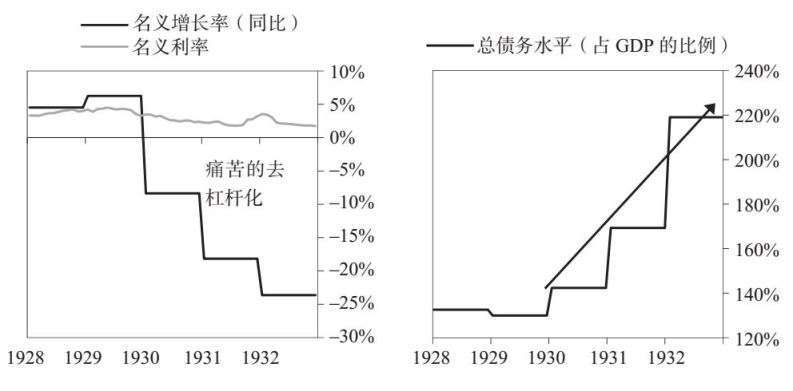 名义增长率（同比）
名义利率
10%
5%
0%
–5%
–10%
–15%
–20%
–25%
–30%
痛苦的去
杠杆化
1928 1929 1930 1931 1932
总债务水平（占 GDP 的比例）
240%
220%
200%
180%
160%
140%
120%
1928 1929 1930 1931 1932